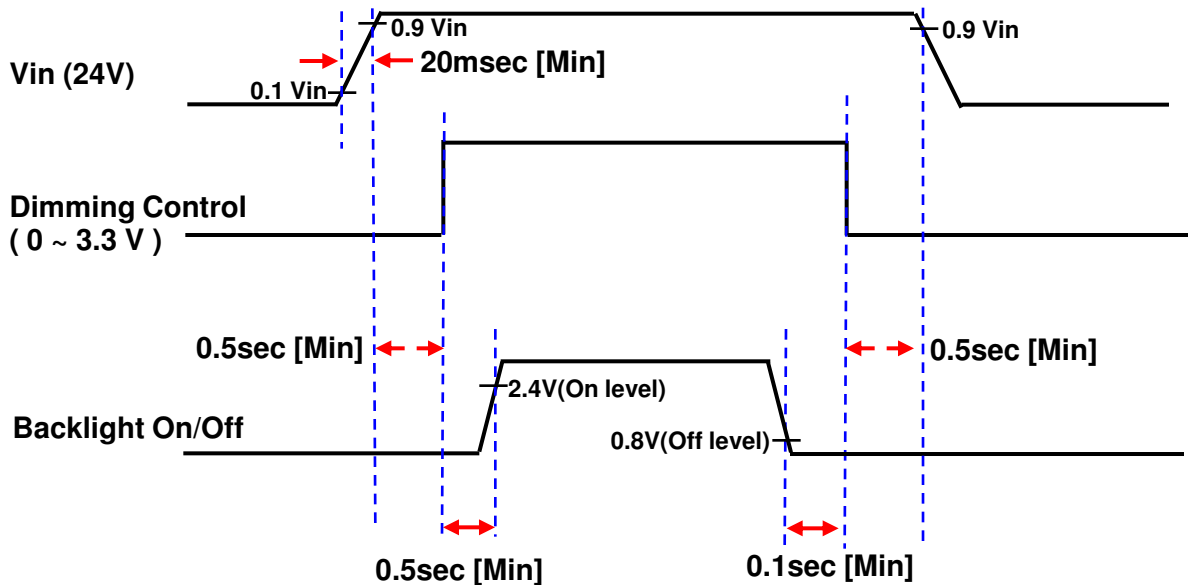 0.9 Vin
0.9 Vin
20msec [Min]
Vin (24V)
0.1 Vin
Dimming Control
( 0 ~ 3.3 V )
0.5sec [Min]
0.5sec [Min]
2.4V(On level)
Backlight On/Off
0.8V(Off level)
0.5sec [Min]
0.1sec [Min]